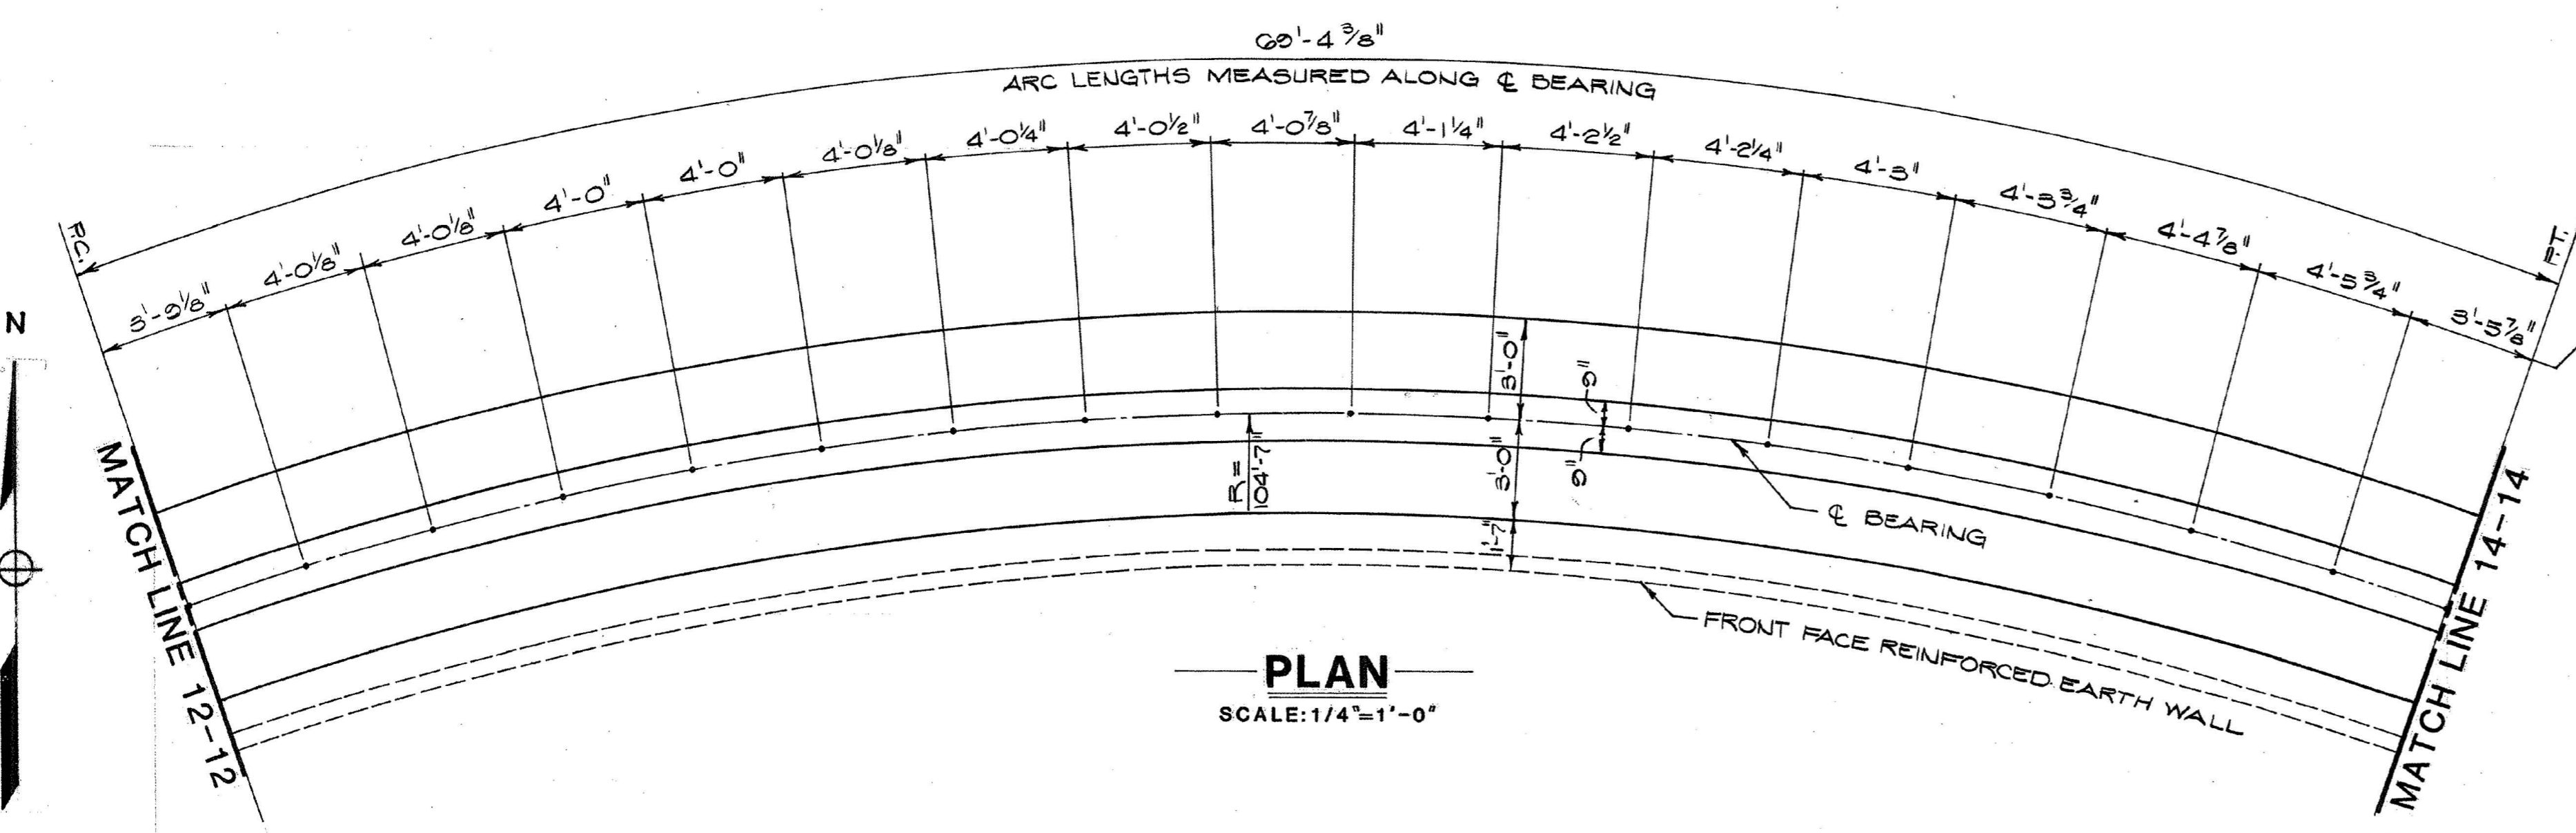 69'-4 3/8"
ARC LENGTHS MEASURED ALONG ℄ BEARING
P.C.
3'-9 1/8"
4'-0 1/8"
4'-0 1/8"
4'-0"
4'-0"
4'-0 1/8"
4'-0 1/4"
4'-0 1/2"
4'-0 7/8"
4'-1 1/4"
4'-2 1/2"
4'-2 1/4"
4'-3"
4'-3 3/4"
4'-4 7/8"
4'-5 3/4"
3'-5 7/8"
P.T.
N
3'-0"
9"
9"
3'-0"
1'-7"
R=
104'-7"
℄ BEARING
FRONT FACE REINFORCED EARTH WALL
MATCH LINE 12-12
MATCH LINE 14-14
PLAN
SCALE: 1/4"=1'-0"